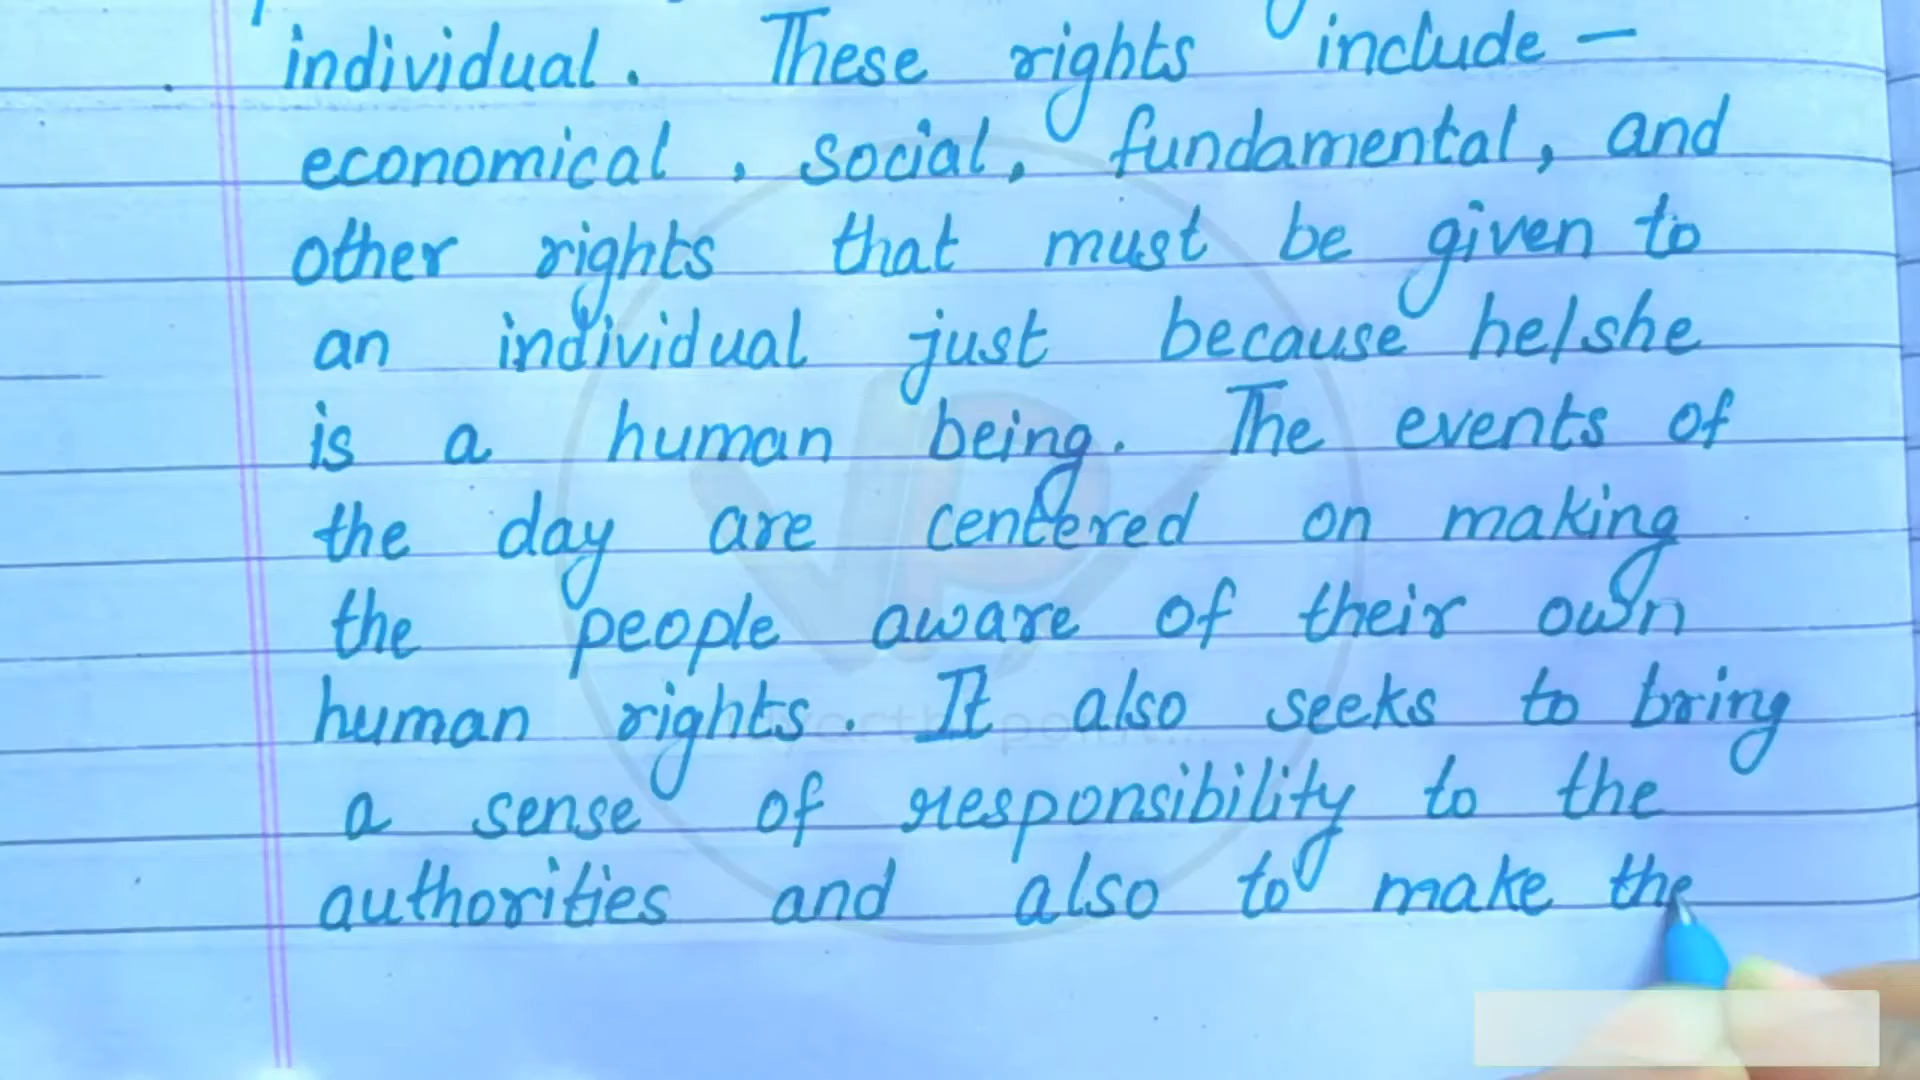 individual. These rights include –
economical, social, fundamental, and
other rights that must be given to
an individual just because he/she
is a human being. The events of
the day are centered on making
the people aware of their own
human rights. It also seeks to bring
a sense of responsibility to the
authorities and also to make the